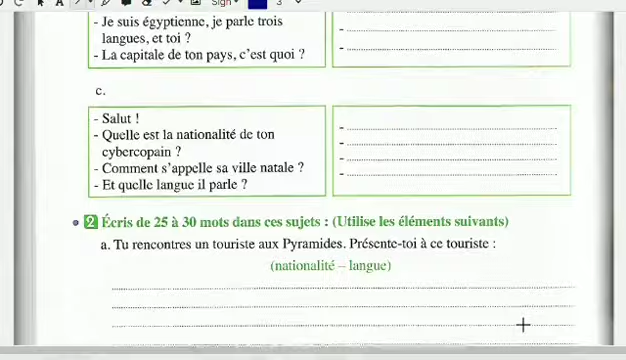 Sign
3
- Je suis égyptienne, je parle trois
langues, et toi ?
- La capitale de ton pays, c'est quoi ?
c.
- Salut !
- Quelle est la nationalité de ton
cybercopain ?
- Comment s'appelle sa ville natale ?
- Et quelle langue il parle ?
2 Écris de 25 à 30 mots dans ces sujets : (Utilise les éléments suivants)
a. Tu rencontres un touriste aux Pyramides. Présente-toi à ce touriste :
(nationalité – langue)